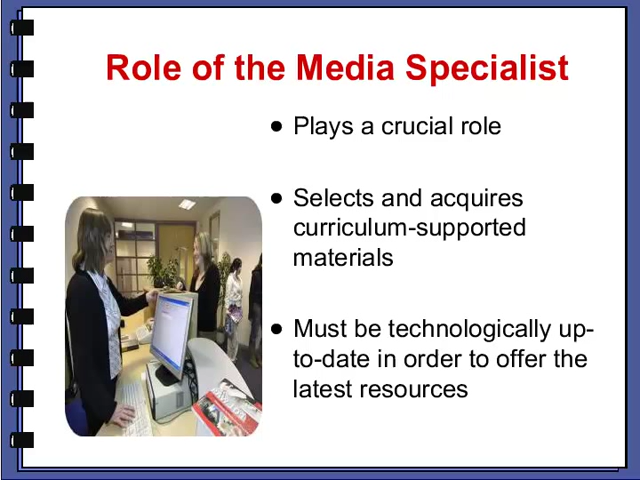 Role of the Media Specialist
● Plays a crucial role
● Selects and acquires
curriculum-supported
materials
● Must be technologically up-
to-date in order to offer the
latest resources